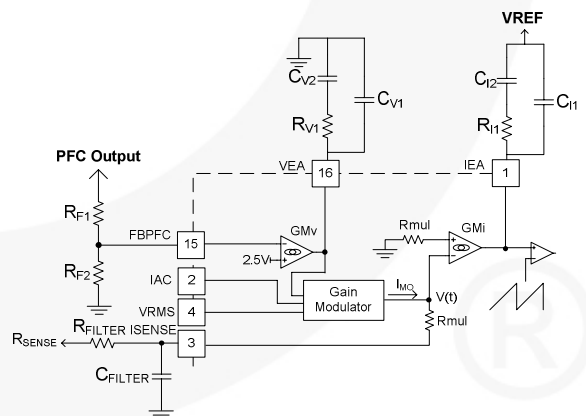 VREF
CV2
CV1
CI2
CI1
RV1
RI1
PFC Output
VEA
16
IEA
1
RF1
FBPFC
15
GMv
2.5V
Rmul
GMi
RF2
IAC
2
Gain
Modulator
IMO
V(t)
VRMS
4
RFILTER
ISENSE
3
Rmul
RSENSE
CFILTER
®